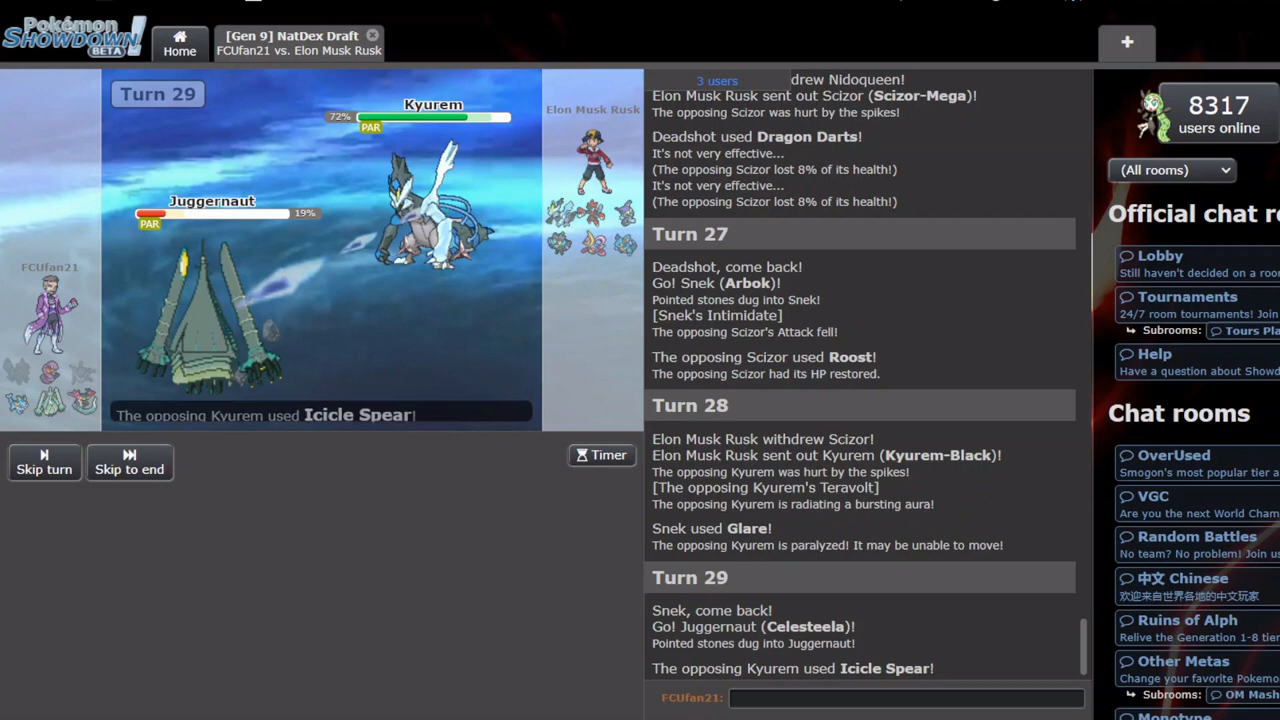 Pokémon
SHOWDOWN!
BETA
Home
[Gen 9] NatDex Draft
FCUfan21 vs. Elon Musk Rusk
+
Turn 29
Kyurem
72%
PAR
Juggernaut
19%
PAR
FCUfan21
Elon Musk Rusk
The opposing Kyurem used Icicle Spear!
Skip turn
Skip to end
Timer
3 users
drew Nidoqueen!
Elon Musk Rusk sent out Scizor (Scizor-Mega)!
The opposing Scizor was hurt by the spikes!
Deadshot used Dragon Darts!
It's not very effective...
(The opposing Scizor lost 8% of its health!)
It's not very effective...
(The opposing Scizor lost 8% of its health!)
Turn 27
Deadshot, come back!
Go! Snek (Arbok)!
Pointed stones dug into Snek!
[Snek's Intimidate]
The opposing Scizor's Attack fell!
The opposing Scizor used Roost!
The opposing Scizor had its HP restored.
Turn 28
Elon Musk Rusk withdrew Scizor!
Elon Musk Rusk sent out Kyurem (Kyurem-Black)!
The opposing Kyurem was hurt by the spikes!
[The opposing Kyurem's Teravolt]
The opposing Kyurem is radiating a bursting aura!
Snek used Glare!
The opposing Kyurem is paralyzed! It may be unable to move!
Turn 29
Snek, come back!
Go! Juggernaut (Celesteela)!
Pointed stones dug into Juggernaut!
The opposing Kyurem used Icicle Spear!
FCUfan21:
8317
users online
(All rooms)
Official chat ro
Lobby
Still haven't decided on a roo
Tournaments
24/7 room tournaments! Join
Subrooms: Tours Pla
Help
Have a question about Showd
Chat rooms
OverUsed
Smogon's most popular tier a
VGC
Are you the next World Cham
Random Battles
No team? No problem! Join us
中文 Chinese
欢迎来自世界各地的中文玩家
Ruins of Alph
Relive the Generation 1-8 tier
Other Metas
Change your favorite Pokemo
Subrooms: OM Mash
Monotype